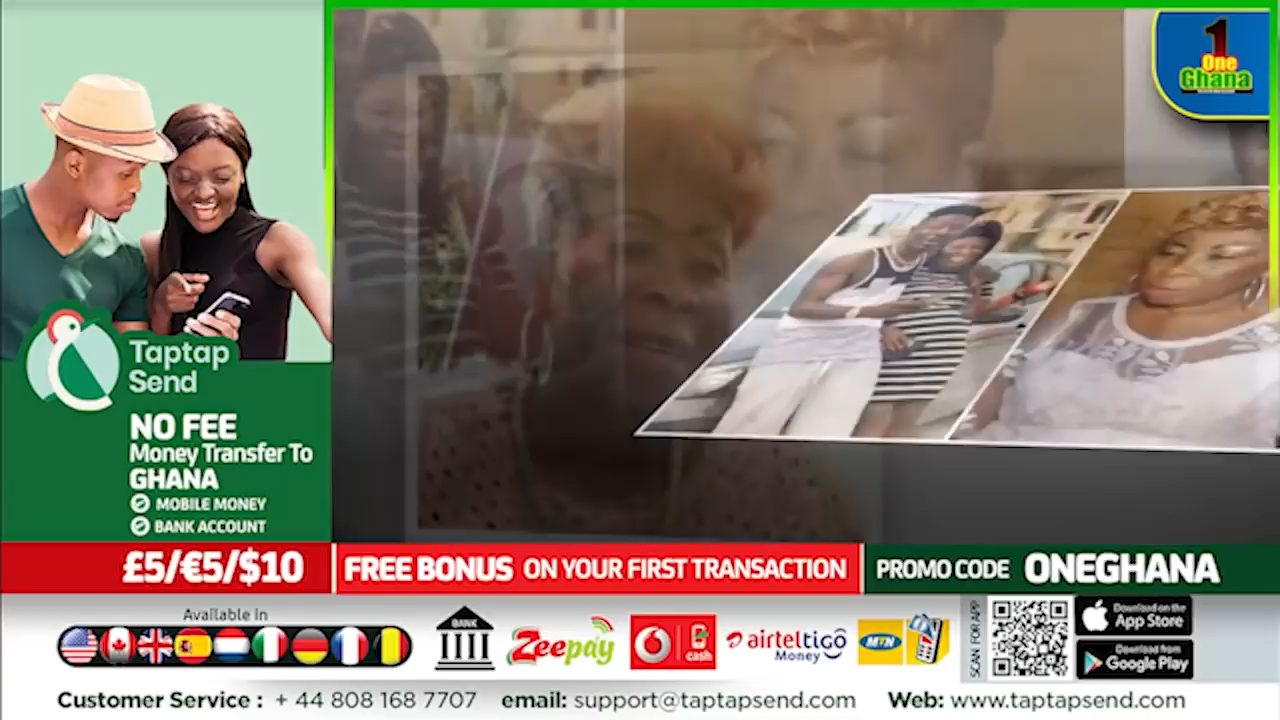 1
One
Ghana
Taptap
Send
NO FEE
Money Transfer To
GHANA
MOBILE MONEY
BANK ACCOUNT
£5/€5/$10
FREE BONUS ON YOUR FIRST TRANSACTION
PROMO CODE ONEGHANA
Available in
BANK
Zeepay
cash
airteltigo
Money
MTN
SCAN FOR APP
Download on the
App Store
Download from
Google Play
Customer Service : + 44 808 168 7707 email: support@taptapsend.com Web: www.taptapsend.com